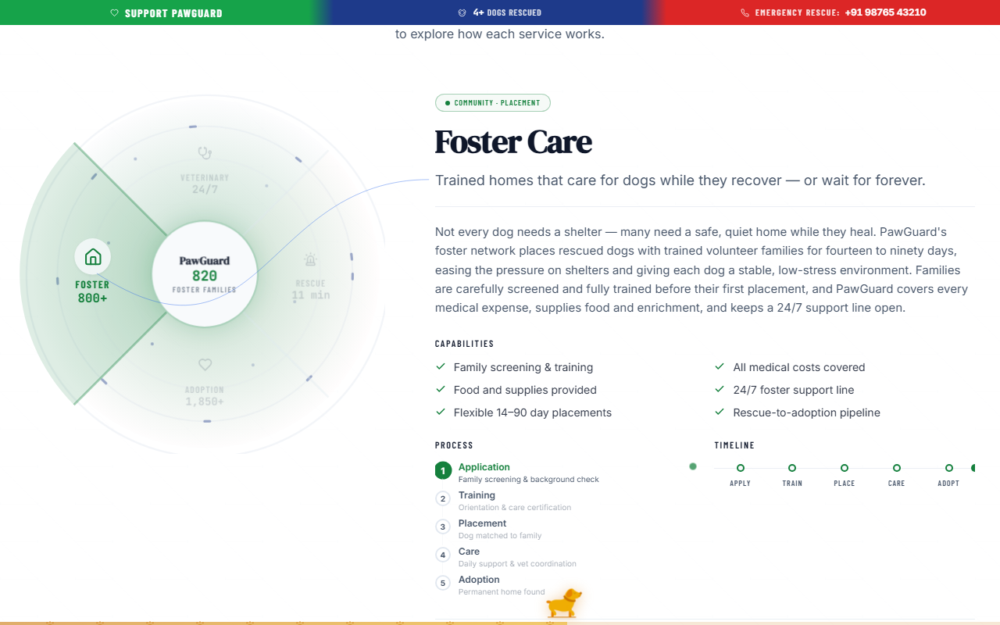 SUPPORT PAWGUARD
4+ DOGS RESCUED
EMERGENCY RESCUE: +91 98765 43210
to explore how each service works.
VETERINARY
24/7
FOSTER
800+
PawGuard
820
FOSTER FAMILIES
RESCUE
11 min
ADOPTION
1,850+
COMMUNITY · PLACEMENT
Foster Care
Trained homes that care for dogs while they recover — or wait for forever.
Not every dog needs a shelter — many need a safe, quiet home while they heal. PawGuard's
foster network places rescued dogs with trained volunteer families for fourteen to ninety days,
easing the pressure on shelters and giving each dog a stable, low-stress environment. Families
are carefully screened and fully trained before their first placement, and PawGuard covers every
medical expense, supplies food and enrichment, and keeps a 24/7 support line open.
CAPABILITIES
Family screening & training
All medical costs covered
Food and supplies provided
24/7 foster support line
Flexible 14–90 day placements
Rescue-to-adoption pipeline
PROCESS
1 Application
Family screening & background check
2 Training
Orientation & care certification
3 Placement
Dog matched to family
4 Care
Daily support & vet coordination
5 Adoption
Permanent home found
TIMELINE
APPLY TRAIN PLACE CARE ADOPT